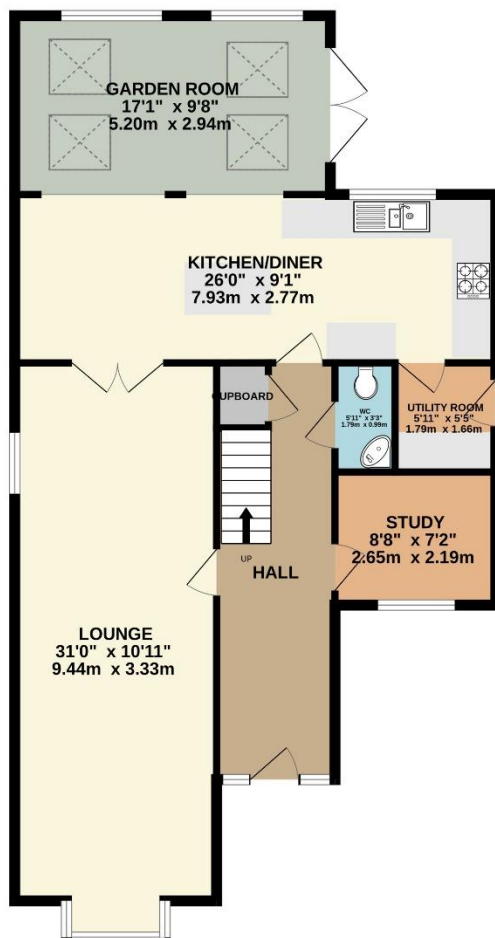 GARDEN ROOM
17'1" x 9'8"
5.20m x 2.94m
KITCHEN/DINER
26'0" x 9'1"
7.93m x 2.77m
CUPBOARD
WC
5'11" x 3'3"
1.79m x 0.99m
UTILITY ROOM
5'11" x 5'5"
1.79m x 1.66m
STUDY
8'8" x 7'2"
2.65m x 2.19m
UP
HALL
LOUNGE
31'0" x 10'11"
9.44m x 3.33m